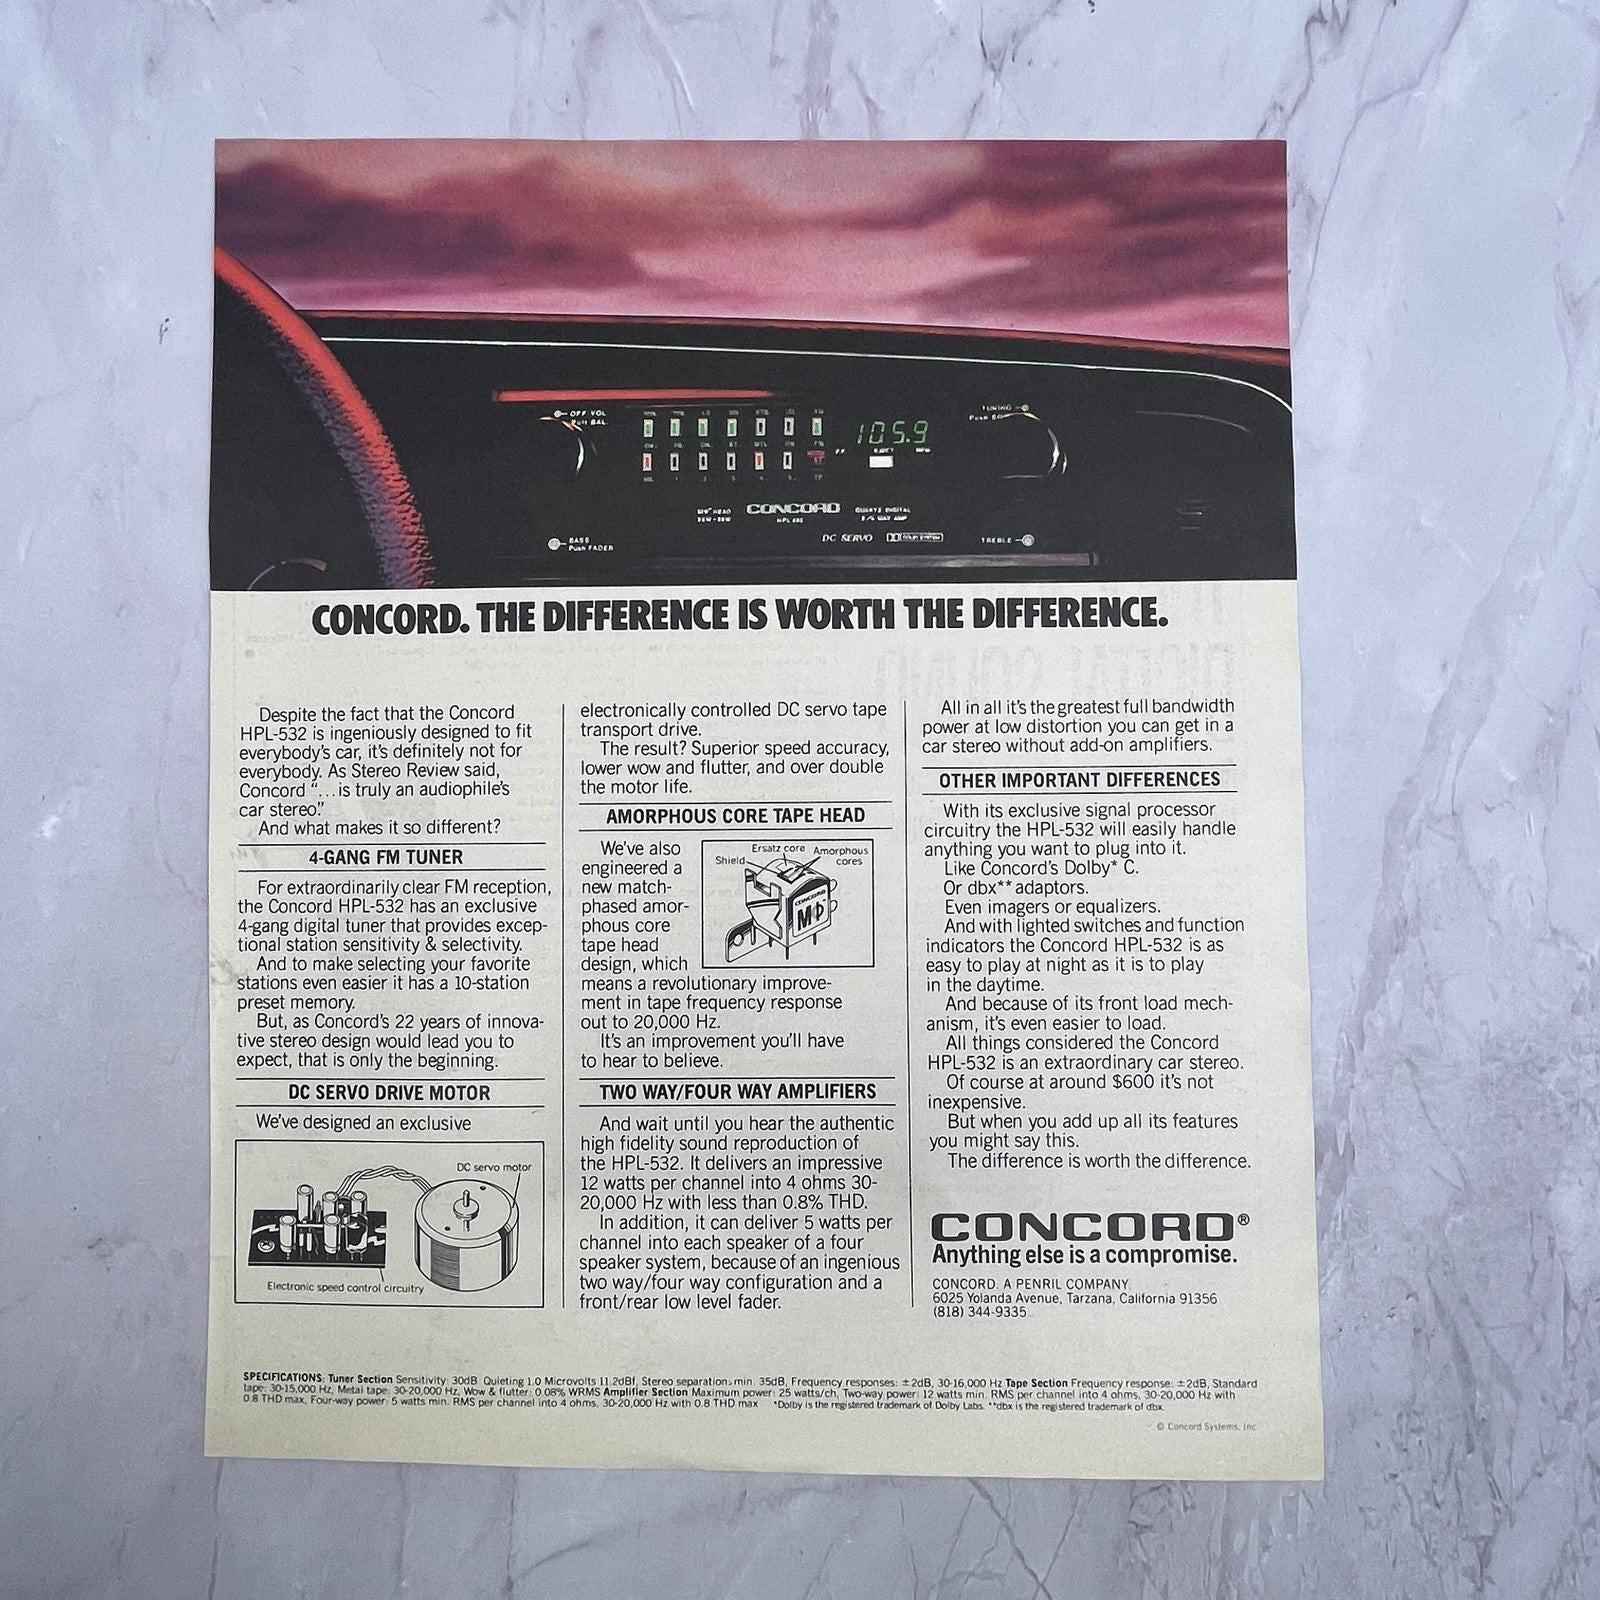 OFF VOL
Pull BAL
TUNING
105.9
CONCORD
QUARTZ DIGITAL
DC SERVO
BASS
Push FADER
TREBLE
CONCORD. THE DIFFERENCE IS WORTH THE DIFFERENCE.
Despite the fact that the Concord
HPL-532 is ingeniously designed to fit
everybody's car, it's definitely not for
everybody. As Stereo Review said,
Concord "...is truly an audiophile's
car stereo."
And what makes it so different?
4-GANG FM TUNER
For extraordinarily clear FM reception,
the Concord HPL-532 has an exclusive
4-gang digital tuner that provides excep-
tional station sensitivity & selectivity.
And to make selecting your favorite
stations even easier it has a 10-station
preset memory.
But, as Concord's 22 years of innova-
tive stereo design would lead you to
expect, that is only the beginning.
DC SERVO DRIVE MOTOR
We've designed an exclusive
DC servo motor
Electronic speed control circuitry
electronically controlled DC servo tape
transport drive.
The result? Superior speed accuracy,
lower wow and flutter, and over double
the motor life.
AMORPHOUS CORE TAPE HEAD
We've also
engineered a
new match-
phased amor-
phous core
tape head
design, which
means a revolutionary improve-
ment in tape frequency response
out to 20,000 Hz.
It's an improvement you'll have
to hear to believe.
Shield
Ersatz core
Amorphous
cores
CONCORD
TWO WAY/FOUR WAY AMPLIFIERS
And wait until you hear the authentic
high fidelity sound reproduction of
the HPL-532. It delivers an impressive
12 watts per channel into 4 ohms 30-
20,000 Hz with less than 0.8% THD.
In addition, it can deliver 5 watts per
channel into each speaker of a four
speaker system, because of an ingenious
two way/four way configuration and a
front/rear low level fader.
All in all it's the greatest full bandwidth
power at low distortion you can get in a
car stereo without add-on amplifiers.
OTHER IMPORTANT DIFFERENCES
With its exclusive signal processor
circuitry the HPL-532 will easily handle
anything you want to plug into it.
Like Concord's Dolby* C.
Or dbx** adaptors.
Even imagers or equalizers.
And with lighted switches and function
indicators the Concord HPL-532 is as
easy to play at night as it is to play
in the daytime.
And because of its front load mech-
anism, it's even easier to load.
All things considered the Concord
HPL-532 is an extraordinary car stereo.
Of course at around $600 it's not
inexpensive.
But when you add up all its features
you might say this.
The difference is worth the difference.
CONCORD®
Anything else is a compromise.
CONCORD. A PENRIL COMPANY.
6025 Yolanda Avenue, Tarzana, California 91356
(818) 344-9335
SPECIFICATIONS: Tuner Section Sensitivity: 30dB Quieting 1.0 Microvolts 11.2dBf, Stereo separation: min. 35dB, Frequency responses: ±2dB, 30-16,000 Hz Tape Section Frequency response: ±2dB, Standard
tape: 30-15,000 Hz, Metal tape: 30-20,000 Hz, Wow & flutter: 0.08% WRMS Amplifier Section Maximum power: 25 watts/ch, Two-way power: 12 watts min. RMS per channel into 4 ohms, 30-20,000 Hz with
0.8 THD max, Four-way power: 5 watts min. RMS per channel into 4 ohms, 30-20,000 Hz with 0.8 THD max *Dolby is the registered trademark of Dolby Labs. **dbx is the registered trademark of dbx.
© Concord Systems, Inc.